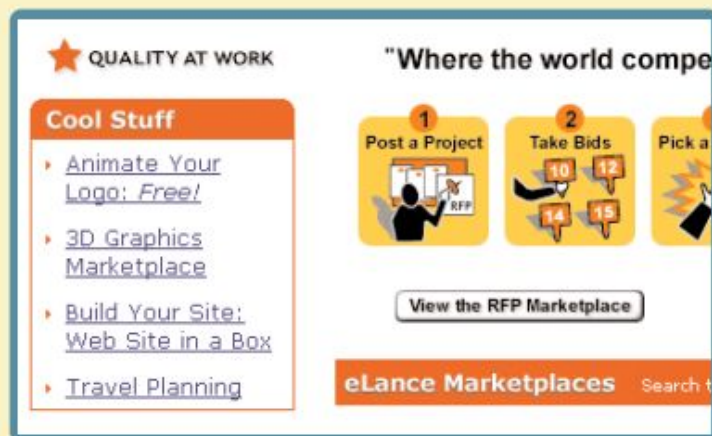 QUALITY AT WORK
"Where the world compe
Cool Stuff
Animate Your
Logo: Free!
3D Graphics
Marketplace
Build Your Site:
Web Site in a Box
Travel Planning
1
Post a Project
RFP
2
Take Bids
10 12
14 15
Pick a
View the RFP Marketplace
eLance Marketplaces Search t